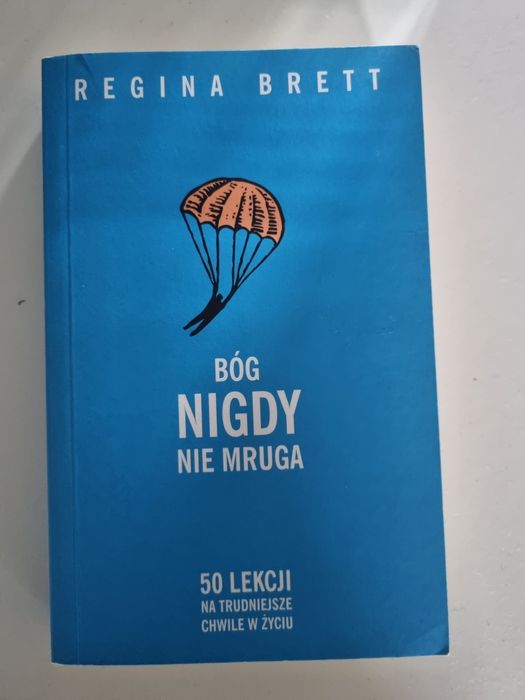 REGINA BRETT
BÓG
NIGDY
NIE MRUGA
50 LEKCJI
NA TRUDNIEJSZE
CHWILE W ŻYCIU